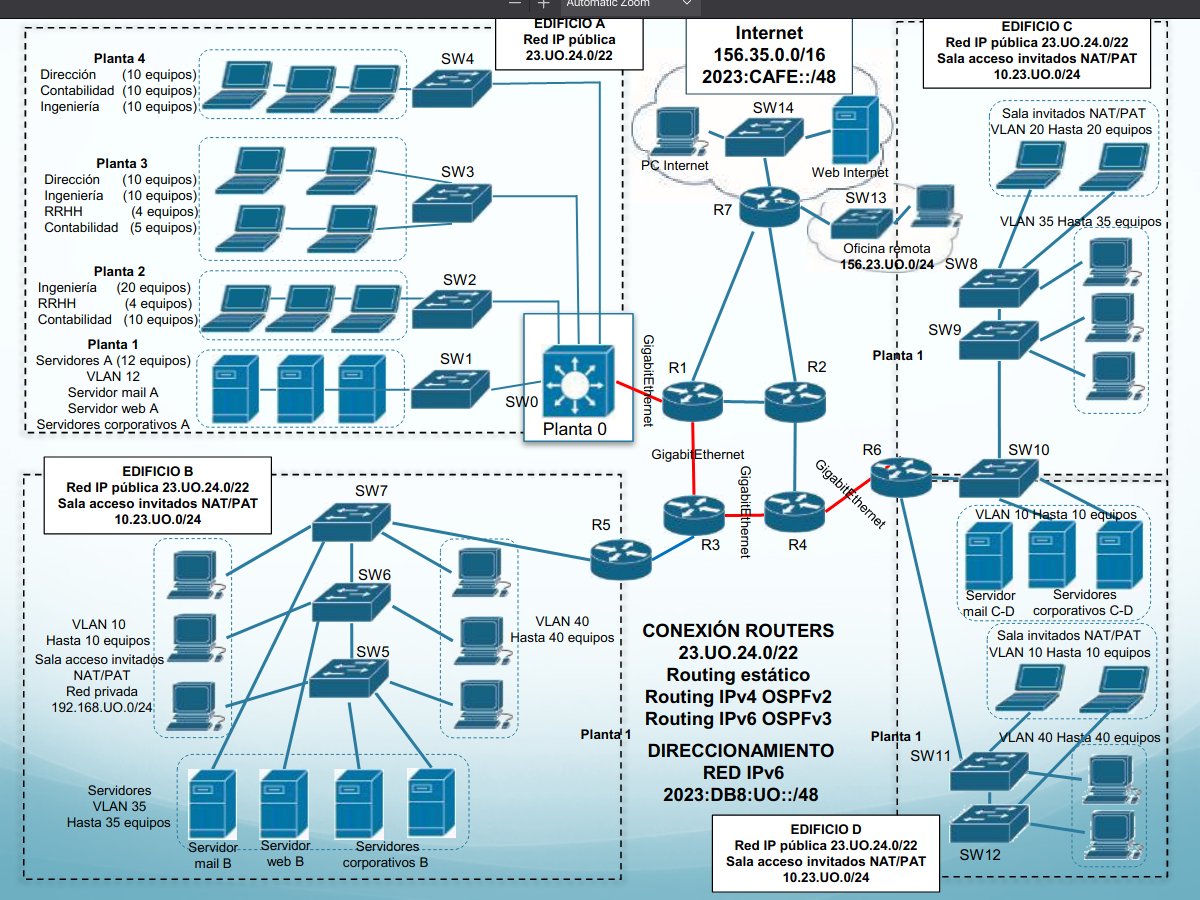 Automatic Zoom
EDIFICIO A
Red IP pública
23.UO.24.0/22
Planta 4
Dirección (10 equipos)
Contabilidad (10 equipos)
Ingeniería (10 equipos)
SW4
Planta 3
Dirección (10 equipos)
Ingeniería (10 equipos)
RRHH (4 equipos)
Contabilidad (5 equipos)
SW3
Planta 2
Ingeniería (20 equipos)
RRHH (4 equipos)
Contabilidad (10 equipos)
SW2
Planta 1
Servidores A (12 equipos)
VLAN 12
Servidor mail A
Servidor web A
Servidores corporativos A
SW1
SW0
Planta 0
Internet
156.35.0.0/16
2023:CAFE::/48
SW14
PC Internet
Web Internet
R7
SW13
Oficina remota
156.23.UO.0/24
GigabitEthernet
R1
R2
GigabitEthernet
GigabitEthernet
GigabitEthernet
R3
R4
R5
R6
EDIFICIO C
Red IP pública 23.UO.24.0/22
Sala acceso invitados NAT/PAT
10.23.UO.0/24
Sala invitados NAT/PAT
VLAN 20 Hasta 20 equipos
VLAN 35 Hasta 35 equipos
SW8
SW9
Planta 1
SW10
VLAN 10 Hasta 10 equipos
Servidor
mail C-D
Servidores
corporativos C-D
EDIFICIO B
Red IP pública 23.UO.24.0/22
Sala acceso invitados NAT/PAT
10.23.UO.0/24
SW7
SW6
SW5
VLAN 10
Hasta 10 equipos
Sala acceso invitados
NAT/PAT
Red privada
192.168.UO.0/24
VLAN 40
Hasta 40 equipos
Planta 1
Servidores
VLAN 35
Hasta 35 equipos
Servidor
mail B
Servidor
web B
Servidores
corporativos B
CONEXIÓN ROUTERS
23.UO.24.0/22
Routing estático
Routing IPv4 OSPFv2
Routing IPv6 OSPFv3
DIRECCIONAMIENTO
RED IPv6
2023:DB8:UO::/48
Sala invitados NAT/PAT
VLAN 10 Hasta 10 equipos
VLAN 40 Hasta 40 equipos
Planta 1
SW11
SW12
EDIFICIO D
Red IP pública 23.UO.24.0/22
Sala acceso invitados NAT/PAT
10.23.UO.0/24